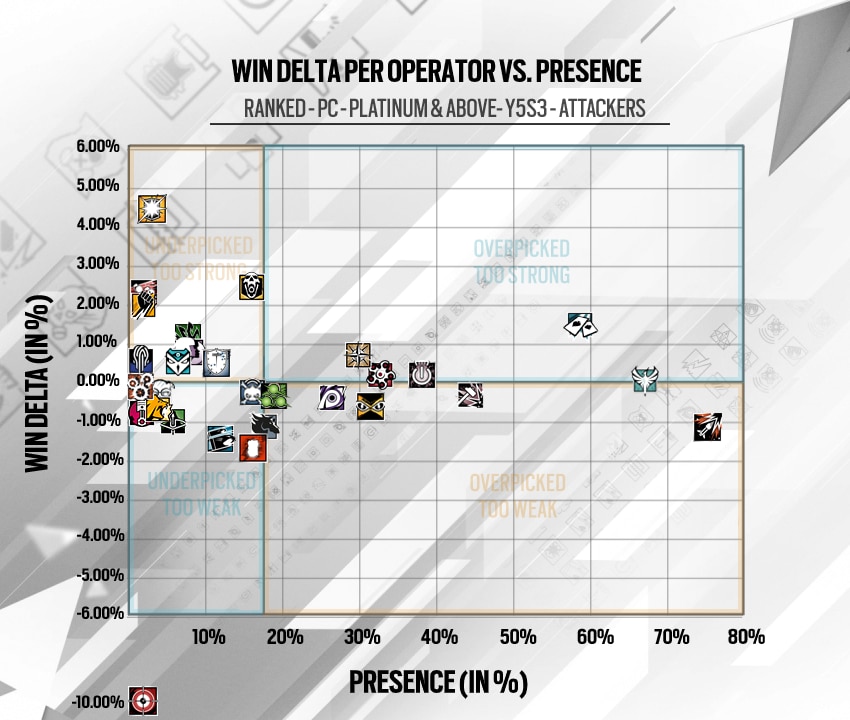 WIN DELTA PER OPERATOR VS. PRESENCE
RANKED - PC - PLATINUM & ABOVE - Y5S3 - ATTACKERS
6.00%
5.00%
4.00%
3.00%
2.00%
1.00%
0.00%
-1.00%
-2.00%
-3.00%
-4.00%
-5.00%
-6.00%
-10.00%
WIN DELTA (IN %)
UNDERPICKED
TOO STRONG
OVERPICKED
TOO STRONG
UNDERPICKED
TOO WEAK
OVERPICKED
TOO WEAK
10%
20%
30%
40%
50%
60%
70%
80%
PRESENCE (IN %)